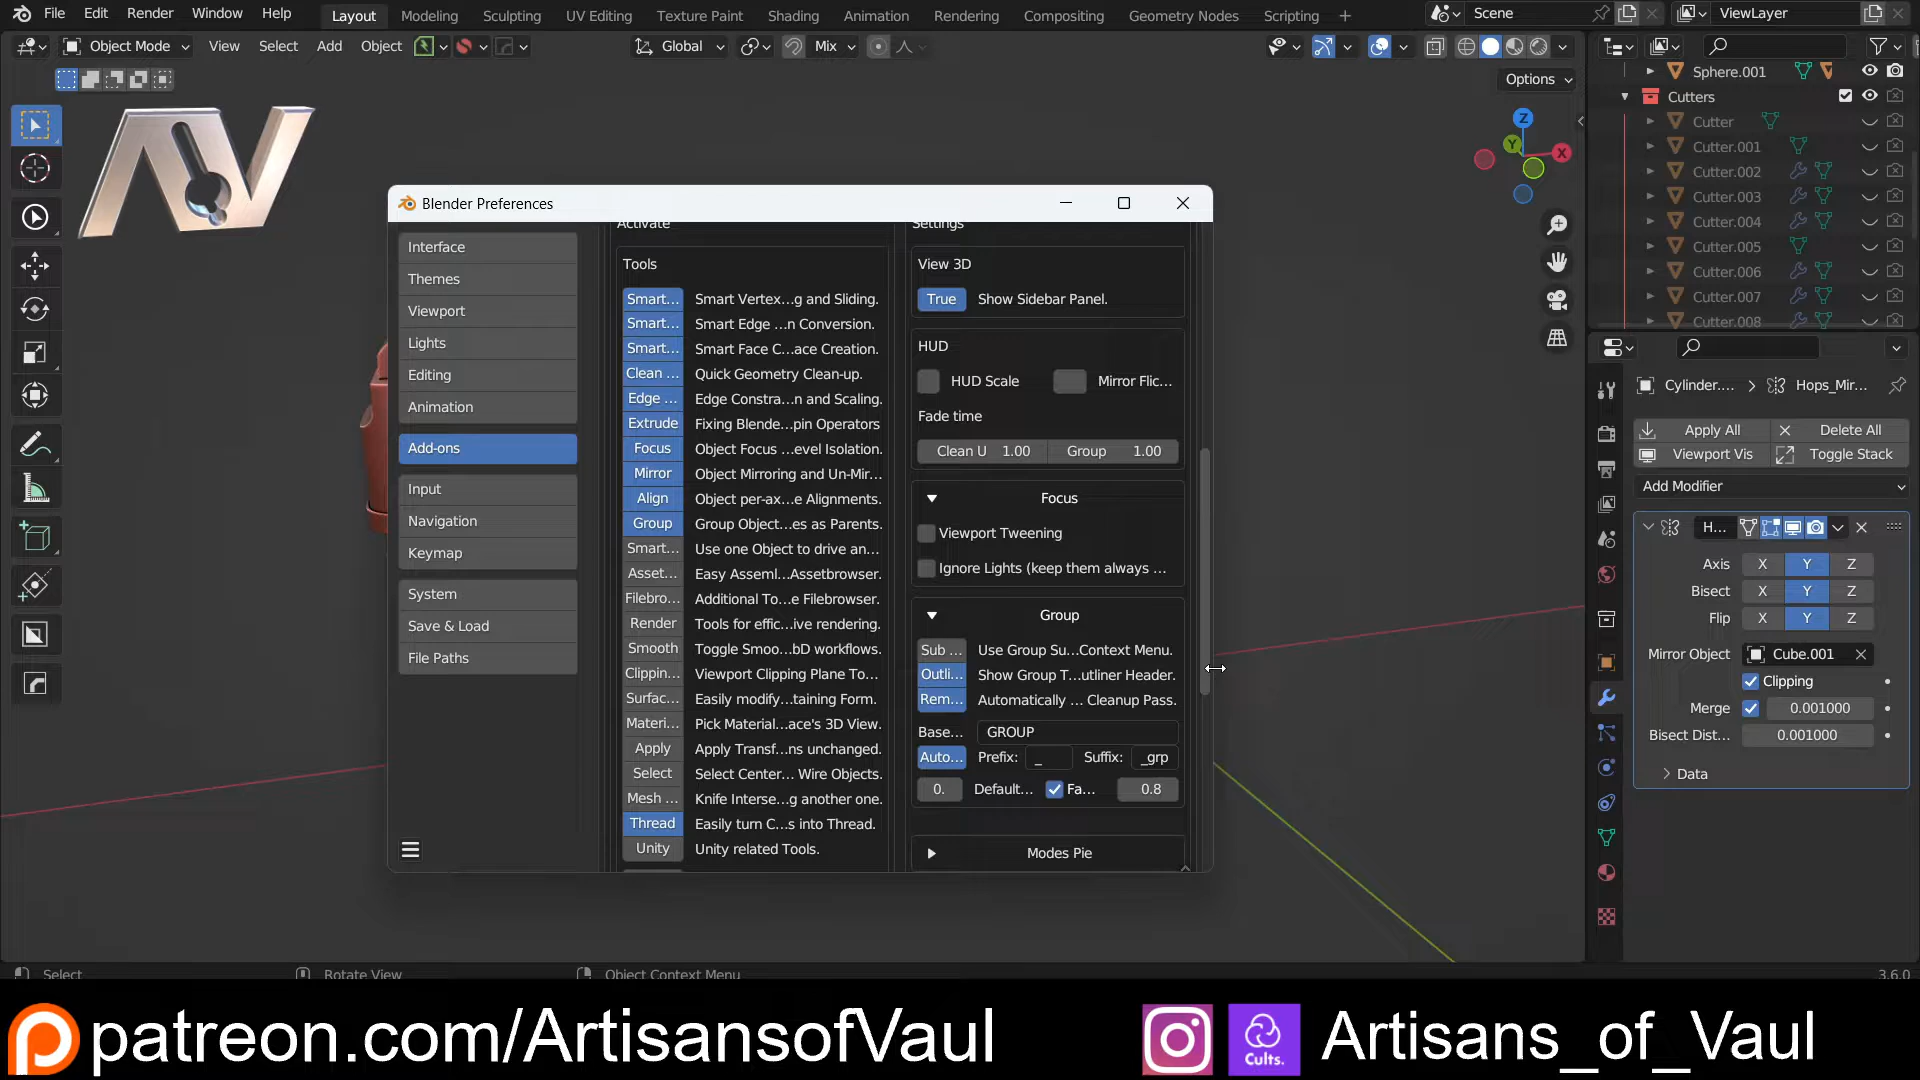 File Edit Render Window Help Layout Modeling Sculpting UV Editing Texture Paint Shading Animation Rendering Compositing Geometry Nodes Scripting + Scene ViewLayer
Object Mode View Select Add Object Global Mix
Options
Sphere.001
Cutters
Cutter
Cutter.001
Cutter.002
Cutter.003
Cutter.004
Cutter.005
Cutter.006
Cutter.007
Cutter.008
Z
Y
X
AV
Blender Preferences
Interface
Themes
Viewport
Lights
Editing
Animation
Add-ons
Input
Navigation
Keymap
System
Save & Load
File Paths
Activate
Tools
Smart... Smart Vertex...g and Sliding.
Smart... Smart Edge ...n Conversion.
Smart... Smart Face C...ace Creation.
Clean ... Quick Geometry Clean-up.
Edge ... Edge Constra...n and Scaling.
Extrude Fixing Blende...pin Operators
Focus Object Focus ...evel Isolation.
Mirror Object Mirroring and Un-Mir...
Align Object per-ax...e Alignments.
Group Group Object...es as Parents.
Smart... Use one Object to drive an...
Asset... Easy Asseml...Assetbrowser.
Filebro... Additional To...e Filebrowser.
Render Tools for effic...ive rendering.
Smooth Toggle Smoo...bD workflows.
Clippin... Viewport Clipping Plane To...
Surfac... Easily modify...taining Form.
Materi... Pick Material...ace's 3D View.
Apply Apply Transf...ns unchanged.
Select Select Center... Wire Objects.
Mesh ... Knife Interse...g another one.
Thread Easily turn C...s into Thread.
Unity Unity related Tools.
Settings
View 3D
True Show Sidebar Panel.
HUD
HUD Scale Mirror Flic...
Fade time
Clean U 1.00 Group 1.00
Focus
Viewport Tweening
Ignore Lights (keep them always ...
Group
Sub ... Use Group Su...Context Menu.
Outli... Show Group T...utliner Header.
Rem... Automatically ... Cleanup Pass.
Base... GROUP
Auto... Prefix: _ Suffix: _grp
0. Default... Fa... 0.8
Modes Pie
Cylinder.... > Hops_Mir...
Apply All Delete All
Viewport Vis Toggle Stack
Add Modifier
H...
Axis X Y Z
Bisect X Y Z
Flip X Y Z
Mirror Object Cube.001
Clipping
Merge 0.001000
Bisect Dist... 0.001000
Data
Select Rotate View Object Context Menu 3.6.0
patreon.com/ArtisansofVaul Cults. Artisans_of_Vaul